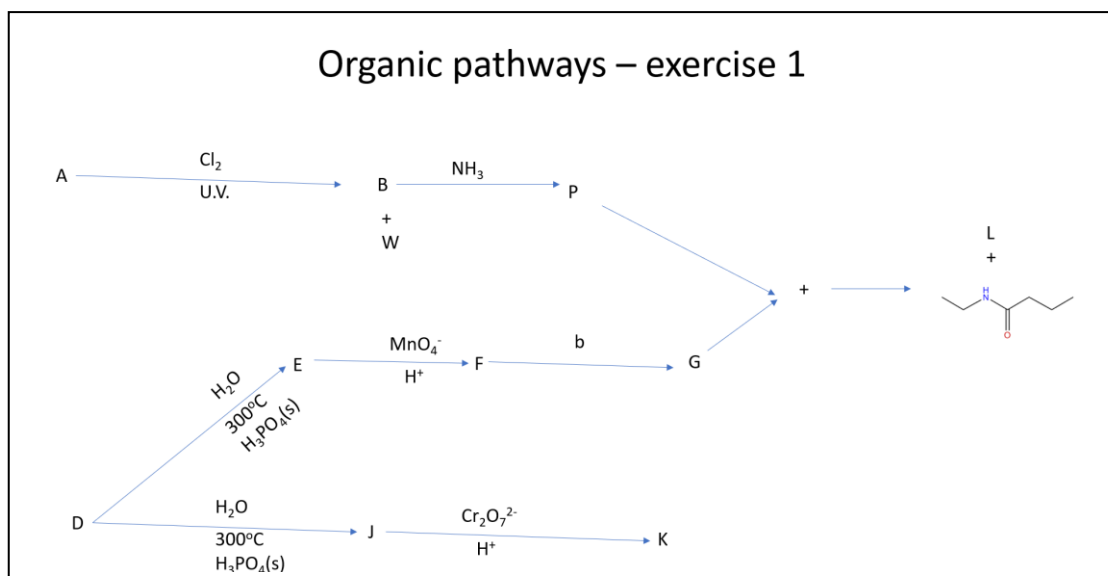 Organic pathways – exercise 1
A
Cl₂
U.V.
B
+
W
NH₃
P
L
+
+
H
N
O
D
H₂O
300°C
H₃PO₄(s)
E
MnO₄⁻
H⁺
F
b
G
H₂O
300°C
H₃PO₄(s)
J
Cr₂O₇²⁻
H⁺
K